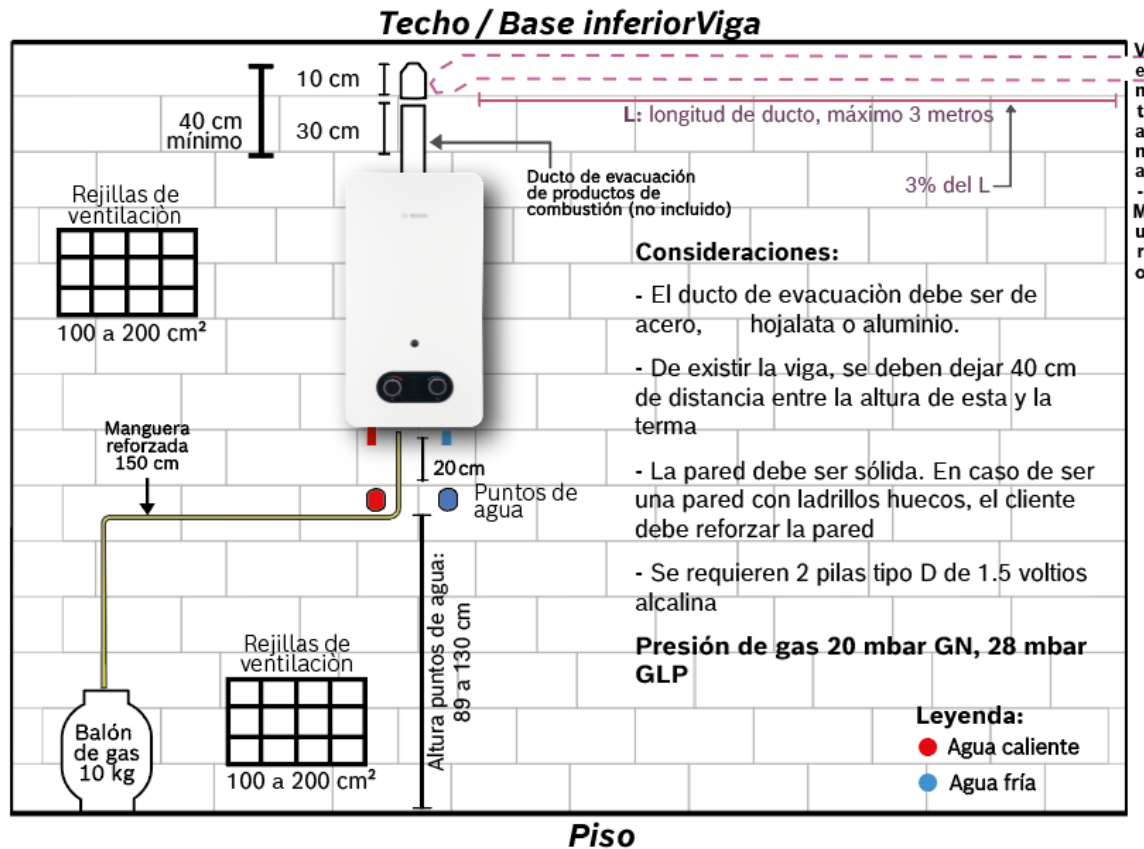 Techo / Base inferiorViga
10 cm
40 cm
mínimo
30 cm
L: longitud de ducto, máximo 3 metros
3% del L
Ventana - Muro
Ducto de evacuación
de productos de
combustión (no incluido)
Rejillas de
ventilaciòn
100 a 200 cm²
Consideraciones:
- El ducto de evacuaciòn debe ser de
acero, hojalata o aluminio.
- De existir la viga, se deben dejar 40 cm
de distancia entre la altura de esta y la
terma
- La pared debe ser sólida. En caso de ser
una pared con ladrillos huecos, el cliente
debe reforzar la pared
- Se requieren 2 pilas tipo D de 1.5 voltios
alcalina
Presión de gas 20 mbar GN, 28 mbar
GLP
Manguera
reforzada
150 cm
20 cm
Puntos de
agua
Altura puntos de agua:
89 a 130 cm
Rejillas de
ventilaciòn
100 a 200 cm²
Balón
de gas
10 kg
Leyenda:
Agua caliente
Agua fría
Piso